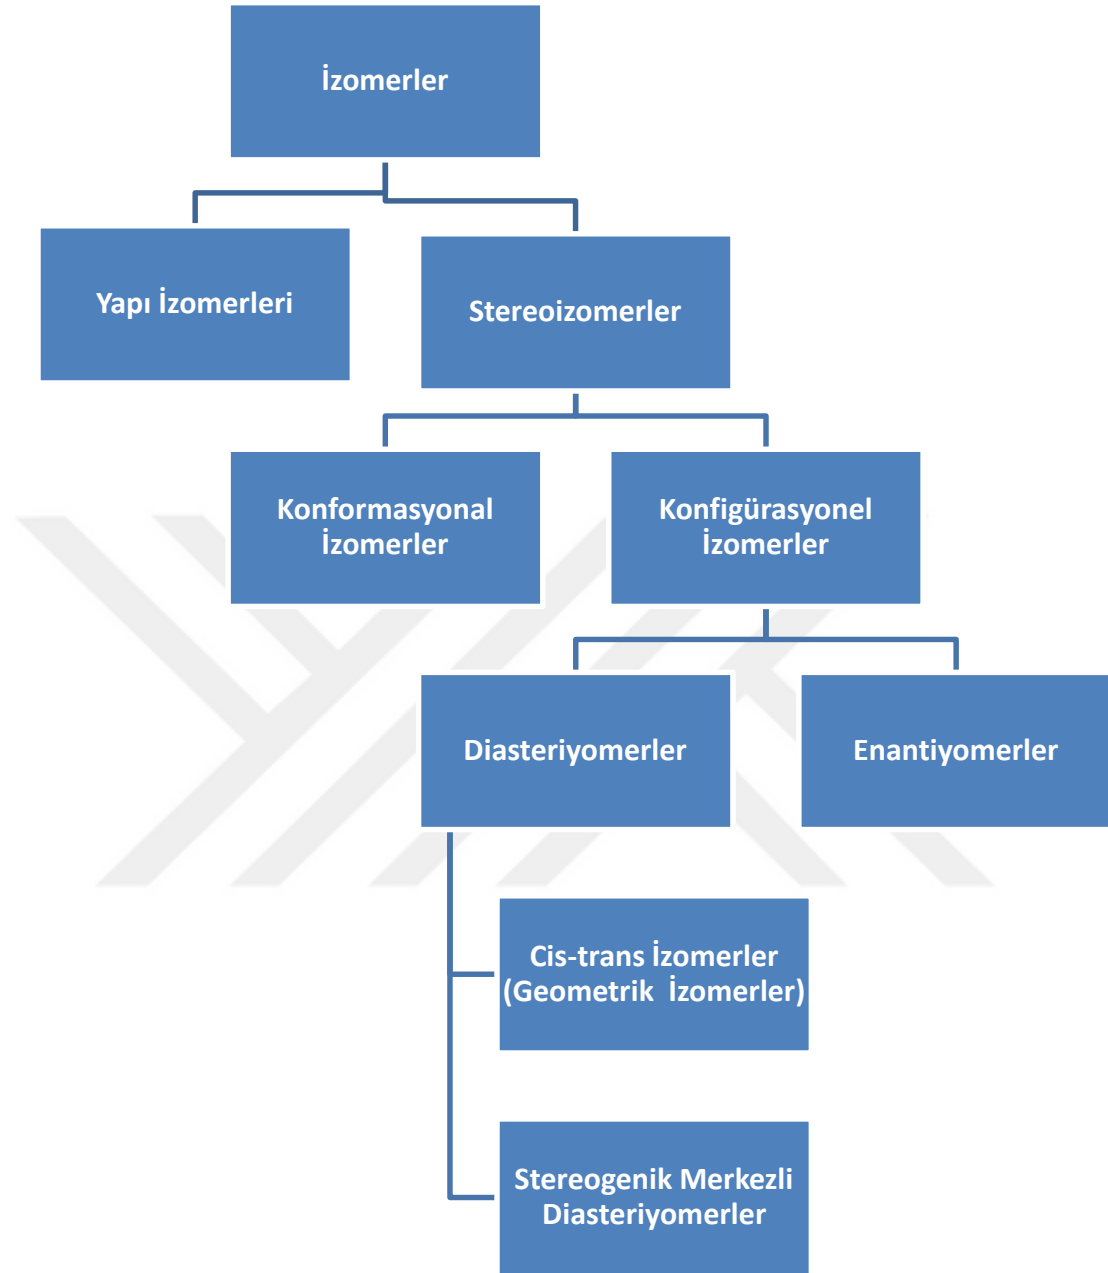 İzomerler
Yapı İzomerleri
Stereoizomerler
Konformasyonal
İzomerler
Konfigürasyonel
İzomerler
Diasteriyomerler
Enantiyomerler
Cis-trans İzomerler
(Geometrik İzomerler)
Stereogenik Merkezli
Diasteriyomerler